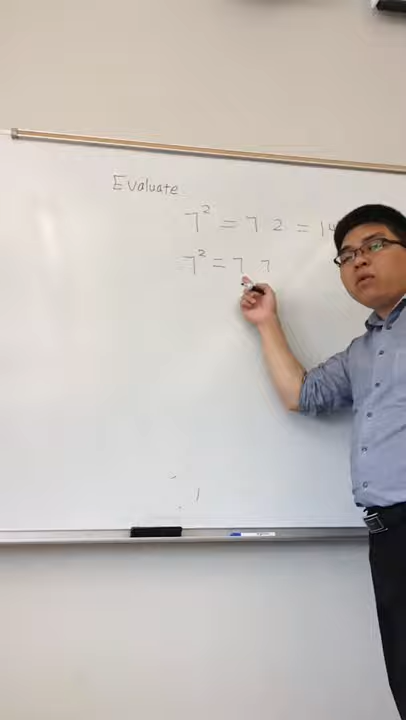 Evaluate
7² = 7 2 = 14
7² = 7 7